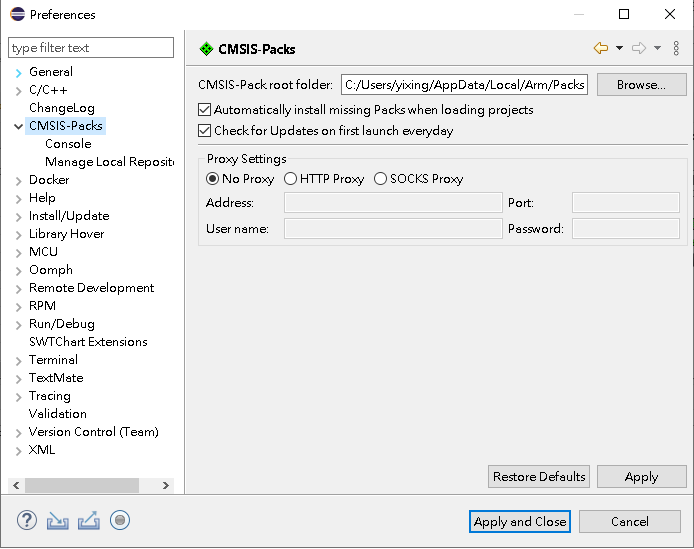 Preferences
type filter text
General
C/C++
ChangeLog
CMSIS-Packs
Console
Manage Local Reposit
Docker
Help
Install/Update
Library Hover
MCU
Oomph
Remote Development
RPM
Run/Debug
SWTChart Extensions
Terminal
TextMate
Tracing
Validation
Version Control (Team)
XML
CMSIS-Packs
CMSIS-Pack root folder: C:/Users/yixing/AppData/Local/Arm/Packs Browse...
Automatically install missing Packs when loading projects
Check for Updates on first launch everyday
Proxy Settings
No Proxy HTTP Proxy SOCKS Proxy
Address: Port:
User name: Password:
Restore Defaults Apply
? Apply and Close Cancel